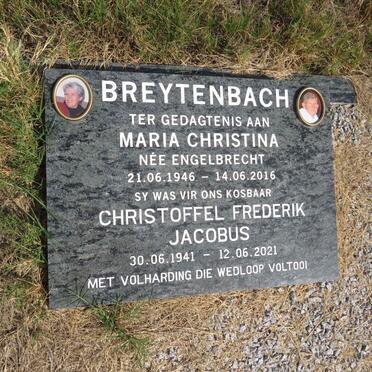 BREYTENBACH
TER GEDAGTENIS AAN
MARIA CHRISTINA
NÉE ENGELBRECHT
21.06.1946 – 14.06.2016
SY WAS VIR ONS KOSBAAR
CHRISTOFFEL FREDERIK
JACOBUS
30.06.1941 – 12.06.2021
MET VOLHARDING DIE WEDLOOP VOLTOOI